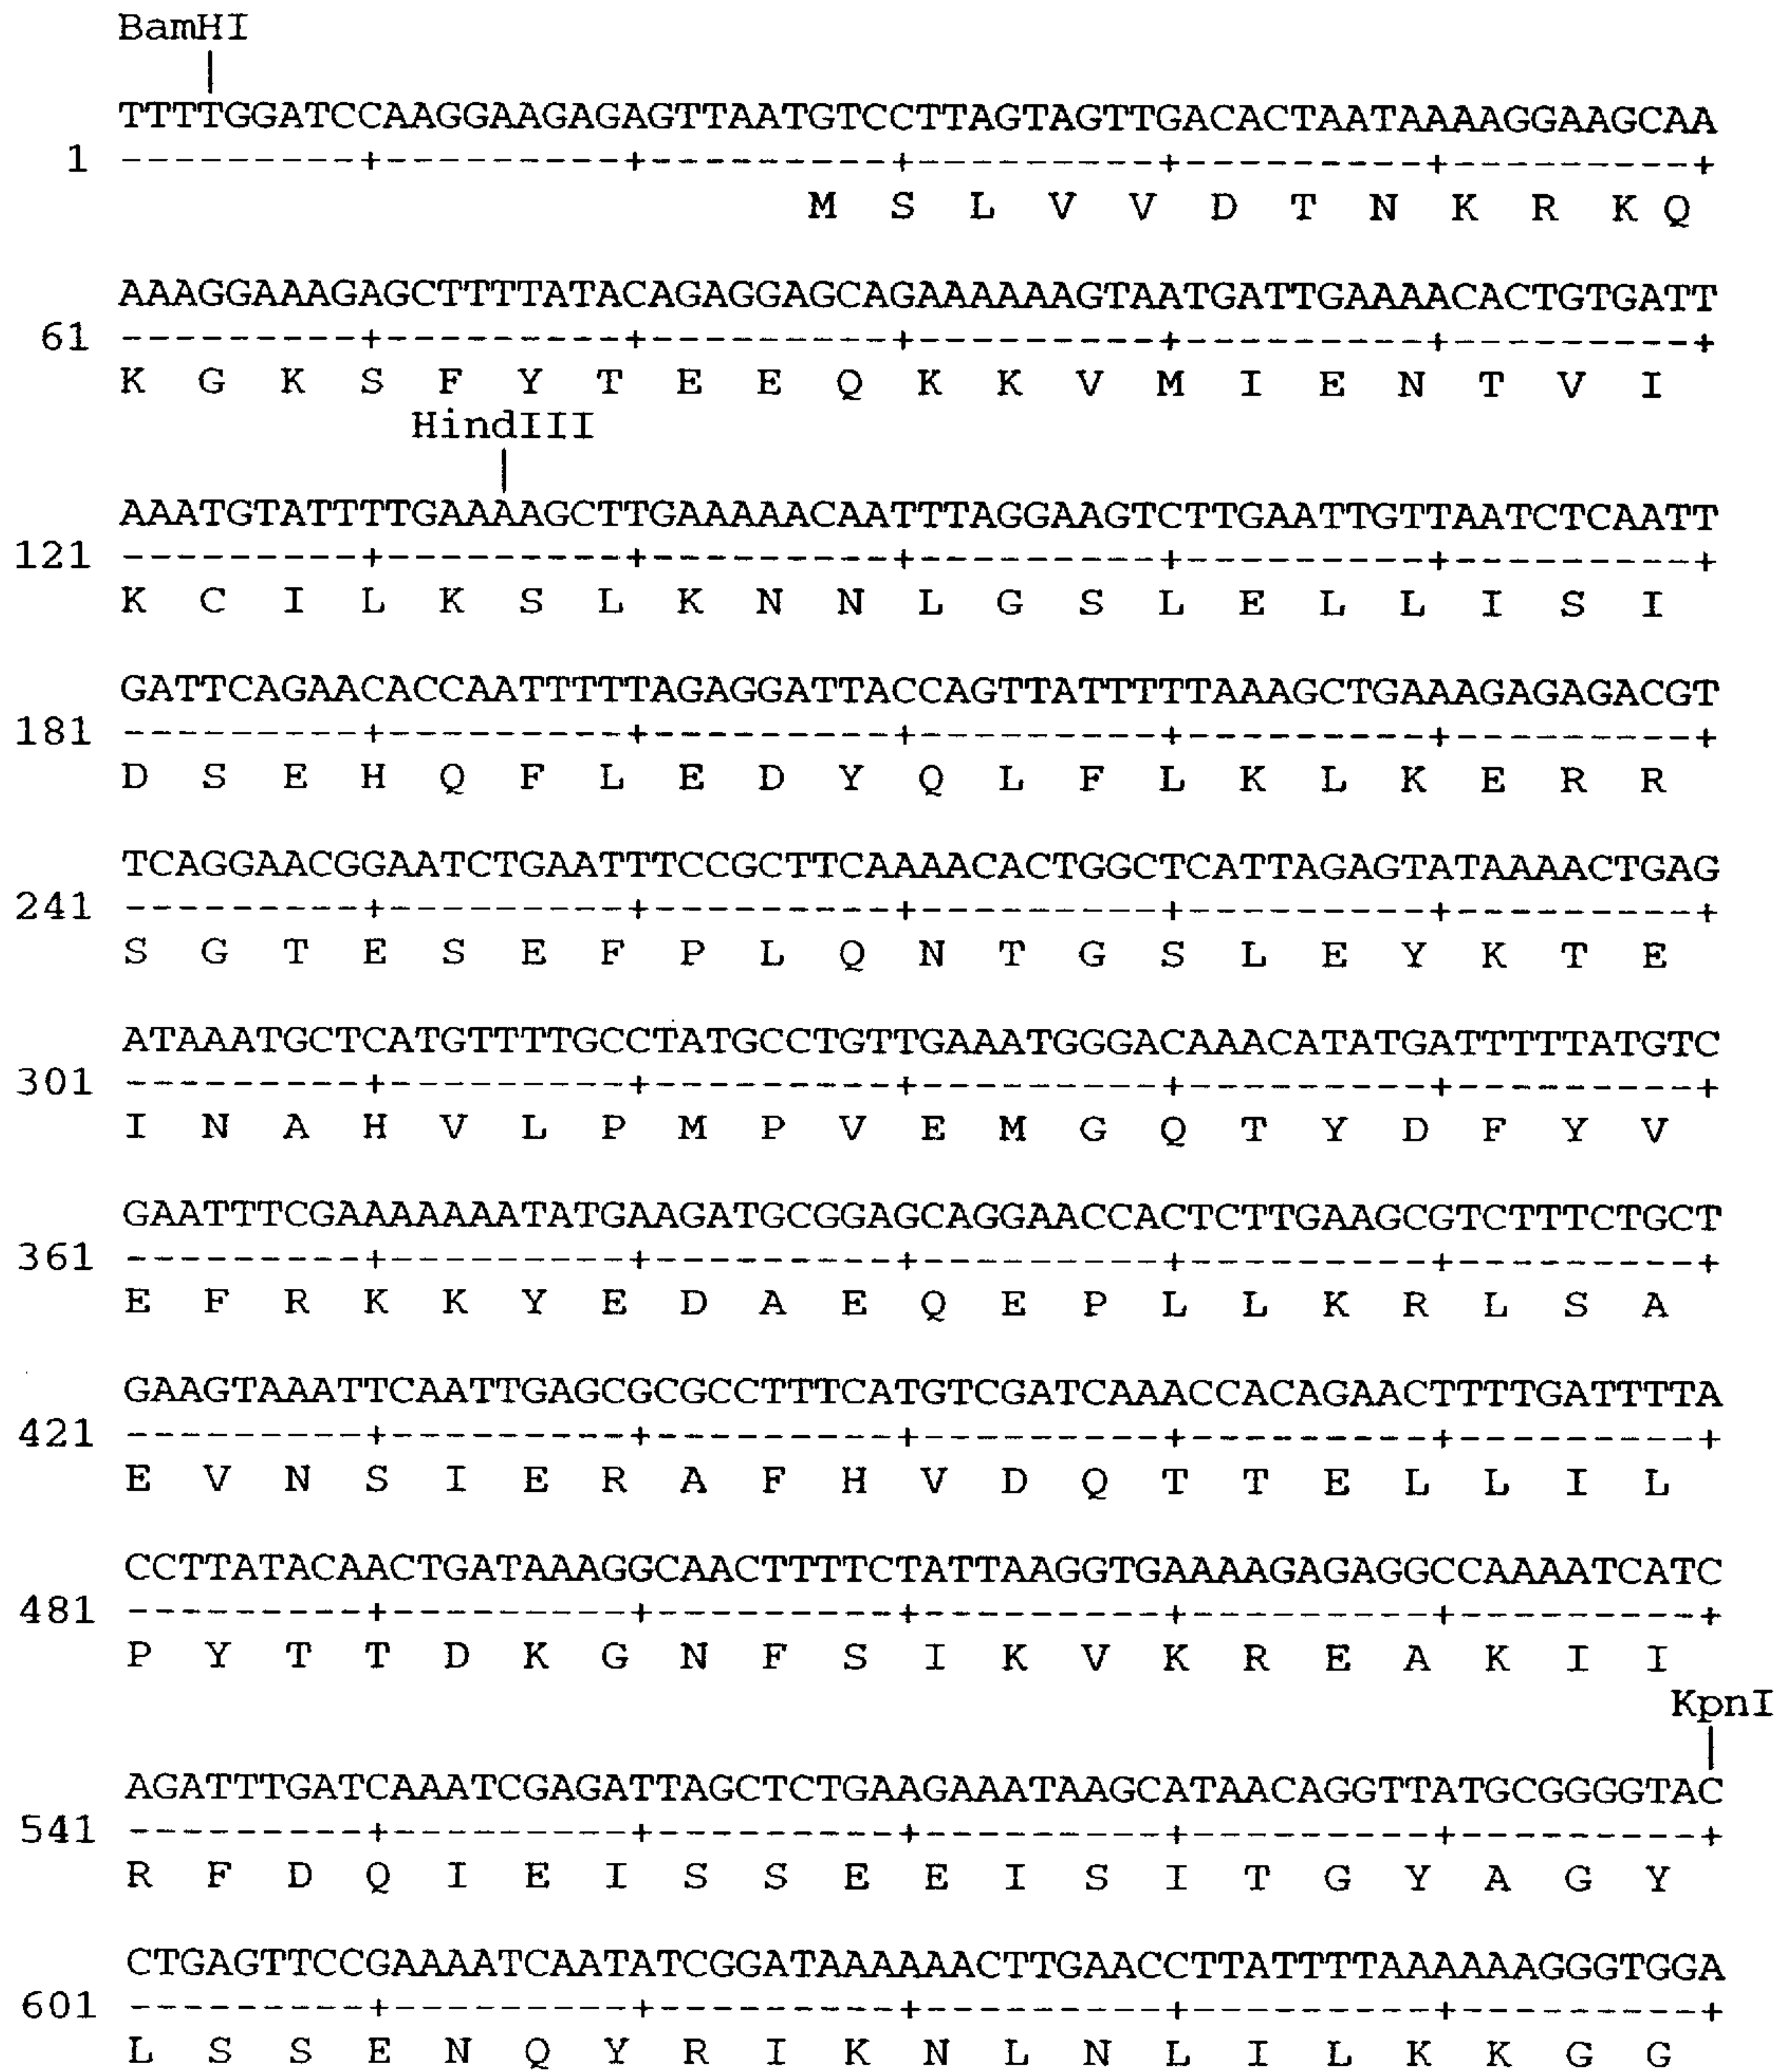 BamHI
|
TTTTGGATCCAAGGAAGAGAGTTAATGTCCTTAGTAGTTGACACTAATAAAAGGAAGCAA
1 ---------+---------+---------+---------+---------+---------+
M S L V V D T N K R K Q
AAAGGAAAGAGCTTTTATACAGAGGAGCAGAAAAAAGTAATGATTGAAAACACTGTGATT
61 ---------+---------+---------+---------+---------+---------+
K G K S F Y T E E Q K K V M I E N T V I
HindIII
|
AAATGTATTTTGAAAAGCTTGAAAAACAATTTAGGAAGTCTTGAATTGTTAATCTCAATT
121 ---------+---------+---------+---------+---------+---------+
K C I L K S L K N N L G S L E L L I S I
GATTCAGAACACCAATTTTTAGAGGATTACCAGTTATTTTTAAAGCTGAAAGAGAGACGT
181 ---------+---------+---------+---------+---------+---------+
D S E H Q F L E D Y Q L F L K L K E R R
TCAGGAACGGAATCTGAATTTCCGCTTCAAAACACTGGCTCATTAGAGTATAAAACTGAG
241 ---------+---------+---------+---------+---------+---------+
S G T E S E F P L Q N T G S L E Y K T E
ATAAATGCTCATGTTTTGCCTATGCCTGTTGAAATGGGACAAACATATGATTTTTATGTC
301 ---------+---------+---------+---------+---------+---------+
I N A H V L P M P V E M G Q T Y D F Y V
GAATTTCGAAAAAAATATGAAGATGCGGAGCAGGAACCACTCTTGAAGCGTCTTTCTGCT
361 ---------+---------+---------+---------+---------+---------+
E F R K K Y E D A E Q E P L L K R L S A
GAAGTAAATTCAATTGAGCGCGCCTTTCATGTCGATCAAACCACAGAACTTTTGATTTTA
421 ---------+---------+---------+---------+---------+---------+
E V N S I E R A F H V D Q T T E L L I L
CCTTATACAACTGATAAAGGCAACTTTTCTATTAAGGTGAAAAGAGAGGCCAAAATCATC
481 ---------+---------+---------+---------+---------+---------+
P Y T T D K G N F S I K V K R E A K I I
KpnI
|
AGATTTGATCAAATCGAGATTAGCTCTGAAGAAATAAGCATAACAGGTTATGCGGGGTAC
541 ---------+---------+---------+---------+---------+---------+
R F D Q I E I S S E E I S I T G Y A G Y
CTGAGTTCCGAAAATCAATATCGGATAAAAAACTTGAACCTTATTTTAAAAAAGGGTGGA
601 ---------+---------+---------+---------+---------+---------+
L S S E N Q Y R I K N L N L I L K K G G